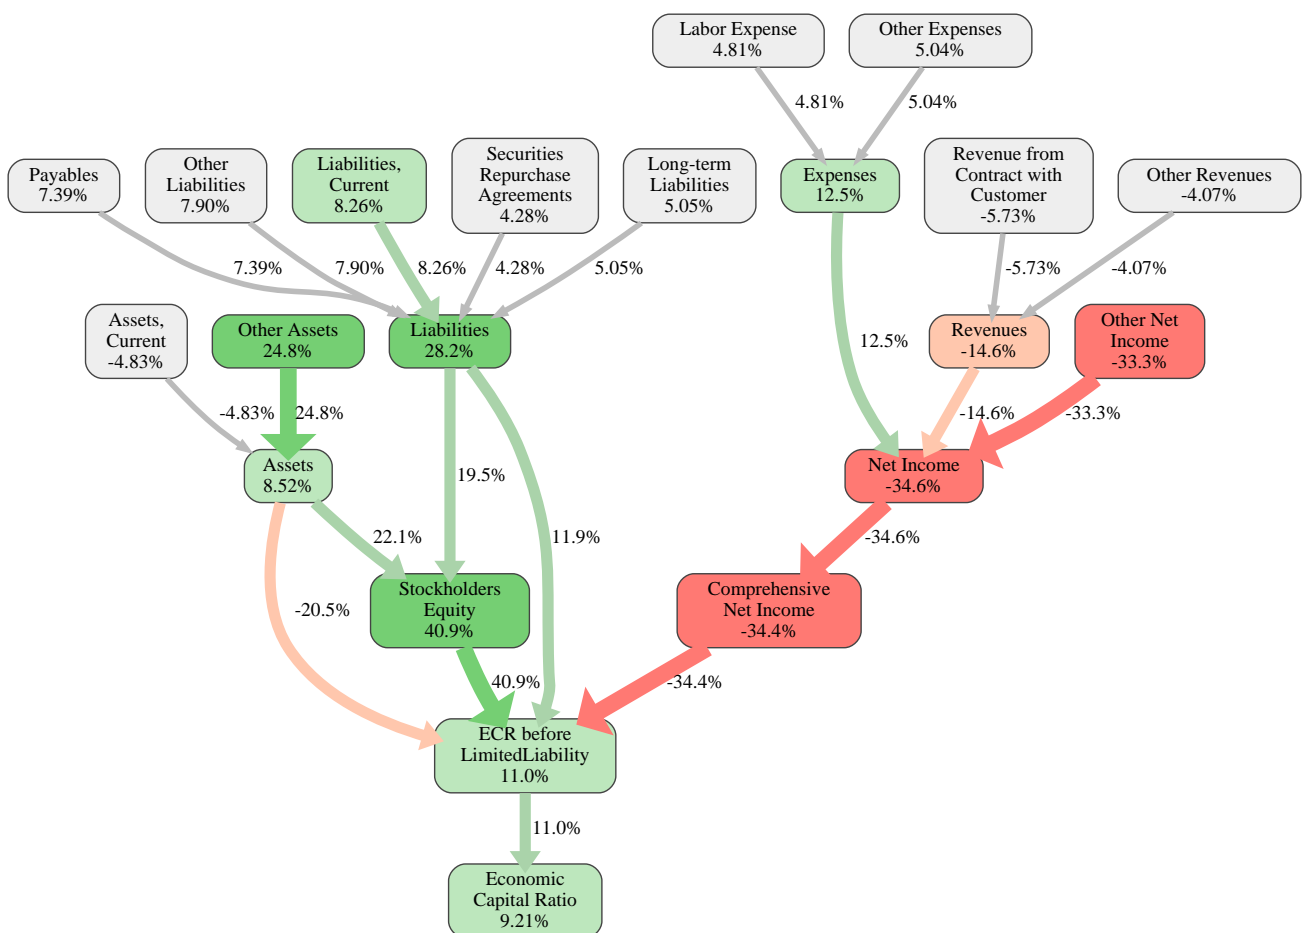 Labor Expense
4.81%
Other Expenses
5.04%
4.81%
5.04%
Payables
7.39%
Other
Liabilities
7.90%
Liabilities,
Current
8.26%
Securities
Repurchase
Agreements
4.28%
Long-term
Liabilities
5.05%
Expenses
12.5%
Revenue from
Contract with
Customer
-5.73%
Other Revenues
-4.07%
7.39%
7.90%
8.26%
4.28%
5.05%
-5.73%
-4.07%
Assets,
Current
-4.83%
Other Assets
24.8%
Liabilities
28.2%
12.5%
Revenues
-14.6%
Other Net
Income
-33.3%
-4.83%
24.8%
-14.6%
-33.3%
Assets
8.52%
19.5%
Net Income
-34.6%
22.1%
11.9%
-34.6%
-20.5%
Stockholders
Equity
40.9%
Comprehensive
Net Income
-34.4%
40.9%
-34.4%
ECR before
LimitedLiability
11.0%
11.0%
Economic
Capital Ratio
9.21%